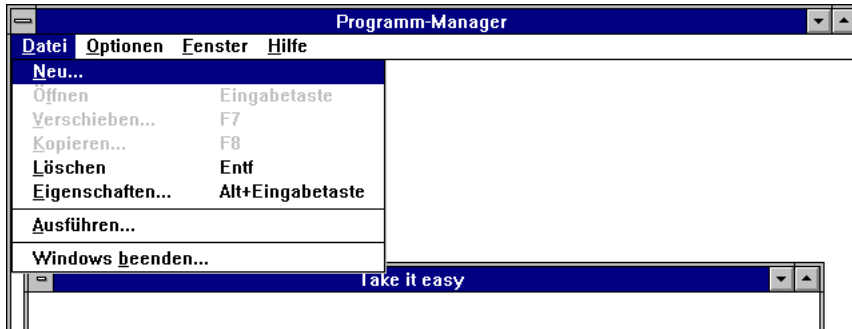 Programm-Manager
Datei Optionen Fenster Hilfe
Neu...
Öffnen Eingabetaste
Verschieben... F7
Kopieren... F8
Löschen Entf
Eigenschaften... Alt+Eingabetaste
Ausführen...
Windows beenden...
Take it easy